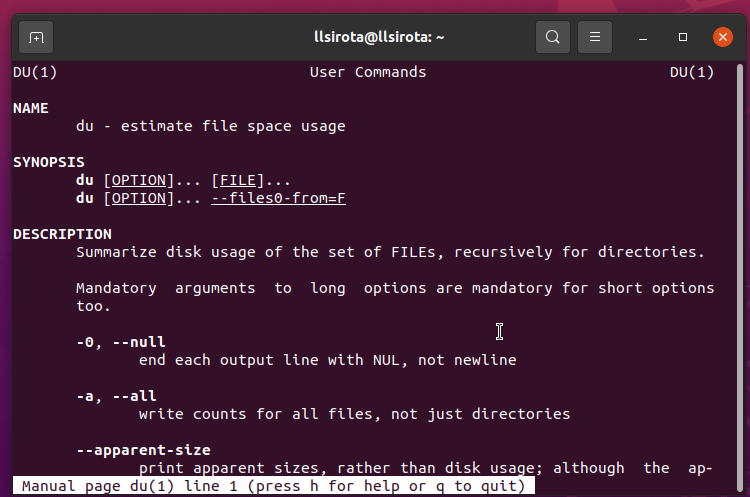 llsirota@llsirota: ~
DU(1) User Commands DU(1)
NAME
du - estimate file space usage
SYNOPSIS
du [OPTION]... [FILE]...
du [OPTION]... --files0-from=F
DESCRIPTION
Summarize disk usage of the set of FILEs, recursively for directories.
Mandatory arguments to long options are mandatory for short options
too.
-0, --null
end each output line with NUL, not newline
-a, --all
write counts for all files, not just directories
--apparent-size
print apparent sizes, rather than disk usage; although the ap-
Manual page du(1) line 1 (press h for help or q to quit)